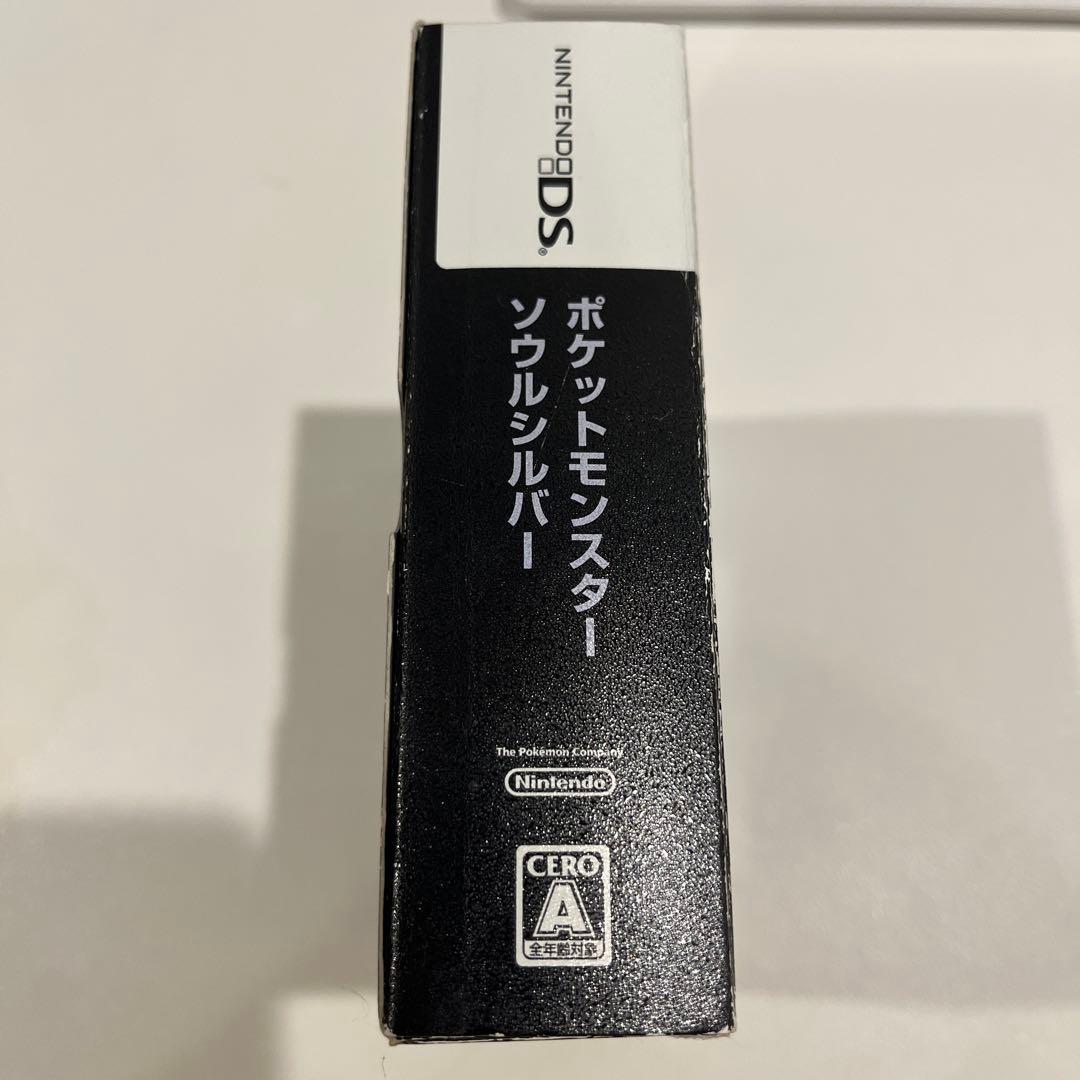 NINTENDO DS®
ポケットモンスター
ソウルシルバー
The Pokémon Company
Nintendo
CERO
A
全年齢対象